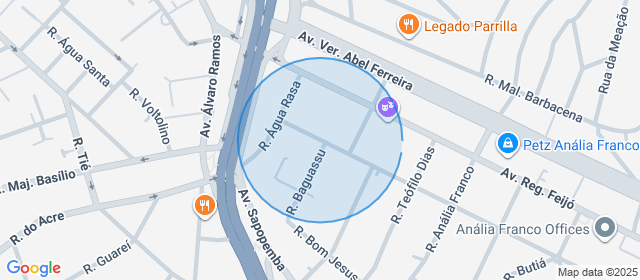 Legado Parrilla
Av. Ver. Abel Ferreira
R. Água Santa
Av. Álvaro Ramos
Rua da Meação
R. Mal. Barbacena
R. Voltolino
R. Água Rasa
R. Tié
Petz Anália Franco
R. Baguassu
R. Teófilo Dias
R. Anália Franco
Av. Reg. Feijó
R. Maj. Basílio
Av. Sapopemba
R. do Acre
R. Bom Jesus
Anália Franco Offices
R. Guareí
R. Butiá
Google
Map data ©2025